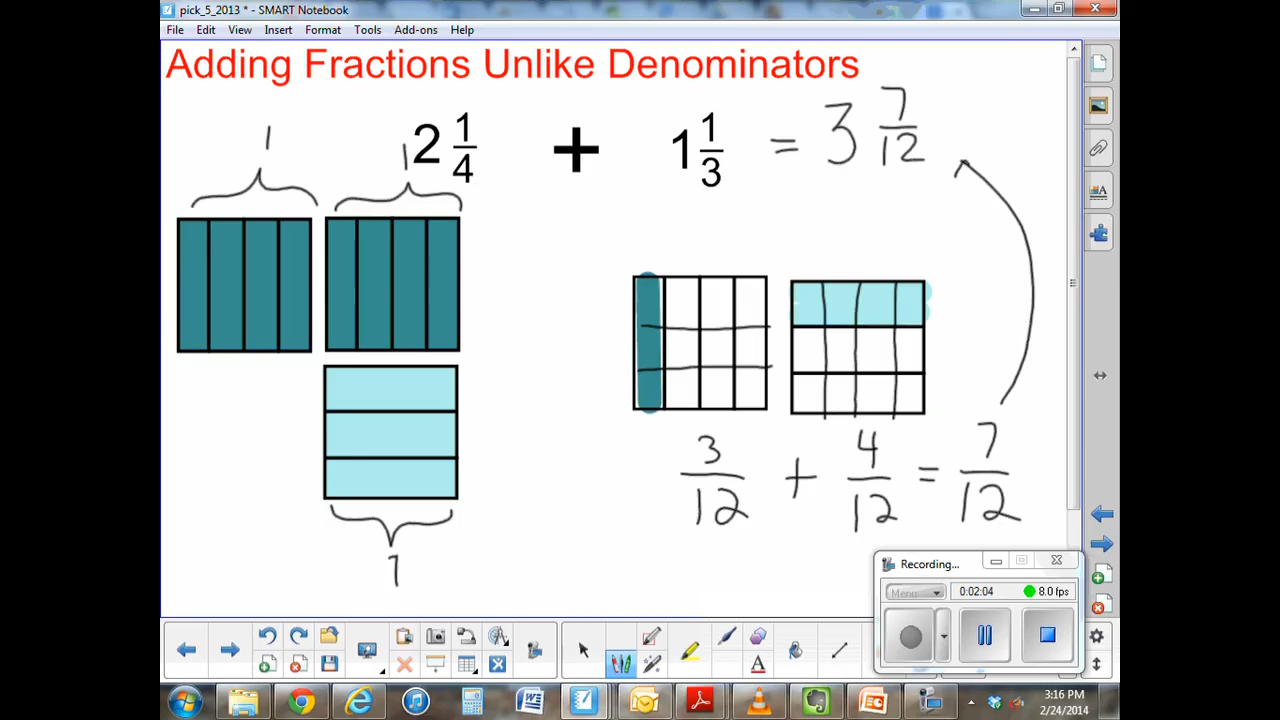 pick_5_2013 * - SMART Notebook
File Edit View Insert Format Tools Add-ons Help
Adding Fractions Unlike Denominators
2 1/4 + 1 1/3 = 3 7/12
1 1
3/12 + 4/12 = 7/12
1
Recording...
Menu 0:02:04 8.0 fps
3:16 PM
2/24/2014